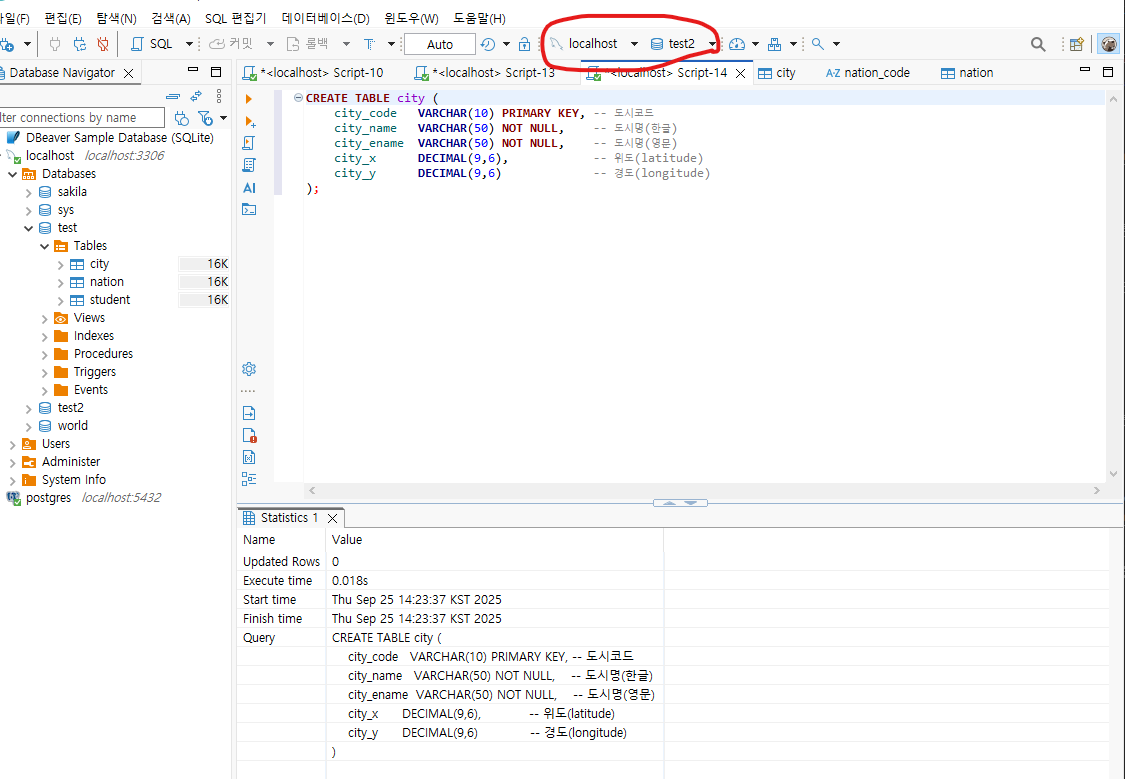 일(F) 편집(E) 탐색(N) 검색(A) SQL 편집기 데이터베이스(D) 윈도우(W) 도움말(H)
SQL 커밋 롤백 T Auto localhost test2
Database Navigator
*<localhost> Script-10 *<localhost> Script-13 *<localhost> Script-14 city A-Z nation_code nation
lter connections by name
DBeaver Sample Database (SQLite)
localhost localhost:3306
Databases
sakila
sys
test
Tables
city 16K
nation 16K
student 16K
Views
Indexes
Procedures
Triggers
Events
test2
world
Users
Administer
System Info
postgres localhost:5432
AI
CREATE TABLE city (
city_code VARCHAR(10) PRIMARY KEY, -- 도시코드
city_name VARCHAR(50) NOT NULL, -- 도시명(한글)
city_ename VARCHAR(50) NOT NULL, -- 도시명(영문)
city_x DECIMAL(9,6), -- 위도(latitude)
city_y DECIMAL(9,6) -- 경도(longitude)
);
Statistics 1
Name Value
Updated Rows 0
Execute time 0.018s
Start time Thu Sep 25 14:23:37 KST 2025
Finish time Thu Sep 25 14:23:37 KST 2025
Query CREATE TABLE city (
city_code VARCHAR(10) PRIMARY KEY, -- 도시코드
city_name VARCHAR(50) NOT NULL, -- 도시명(한글)
city_ename VARCHAR(50) NOT NULL, -- 도시명(영문)
city_x DECIMAL(9,6), -- 위도(latitude)
city_y DECIMAL(9,6) -- 경도(longitude)
)